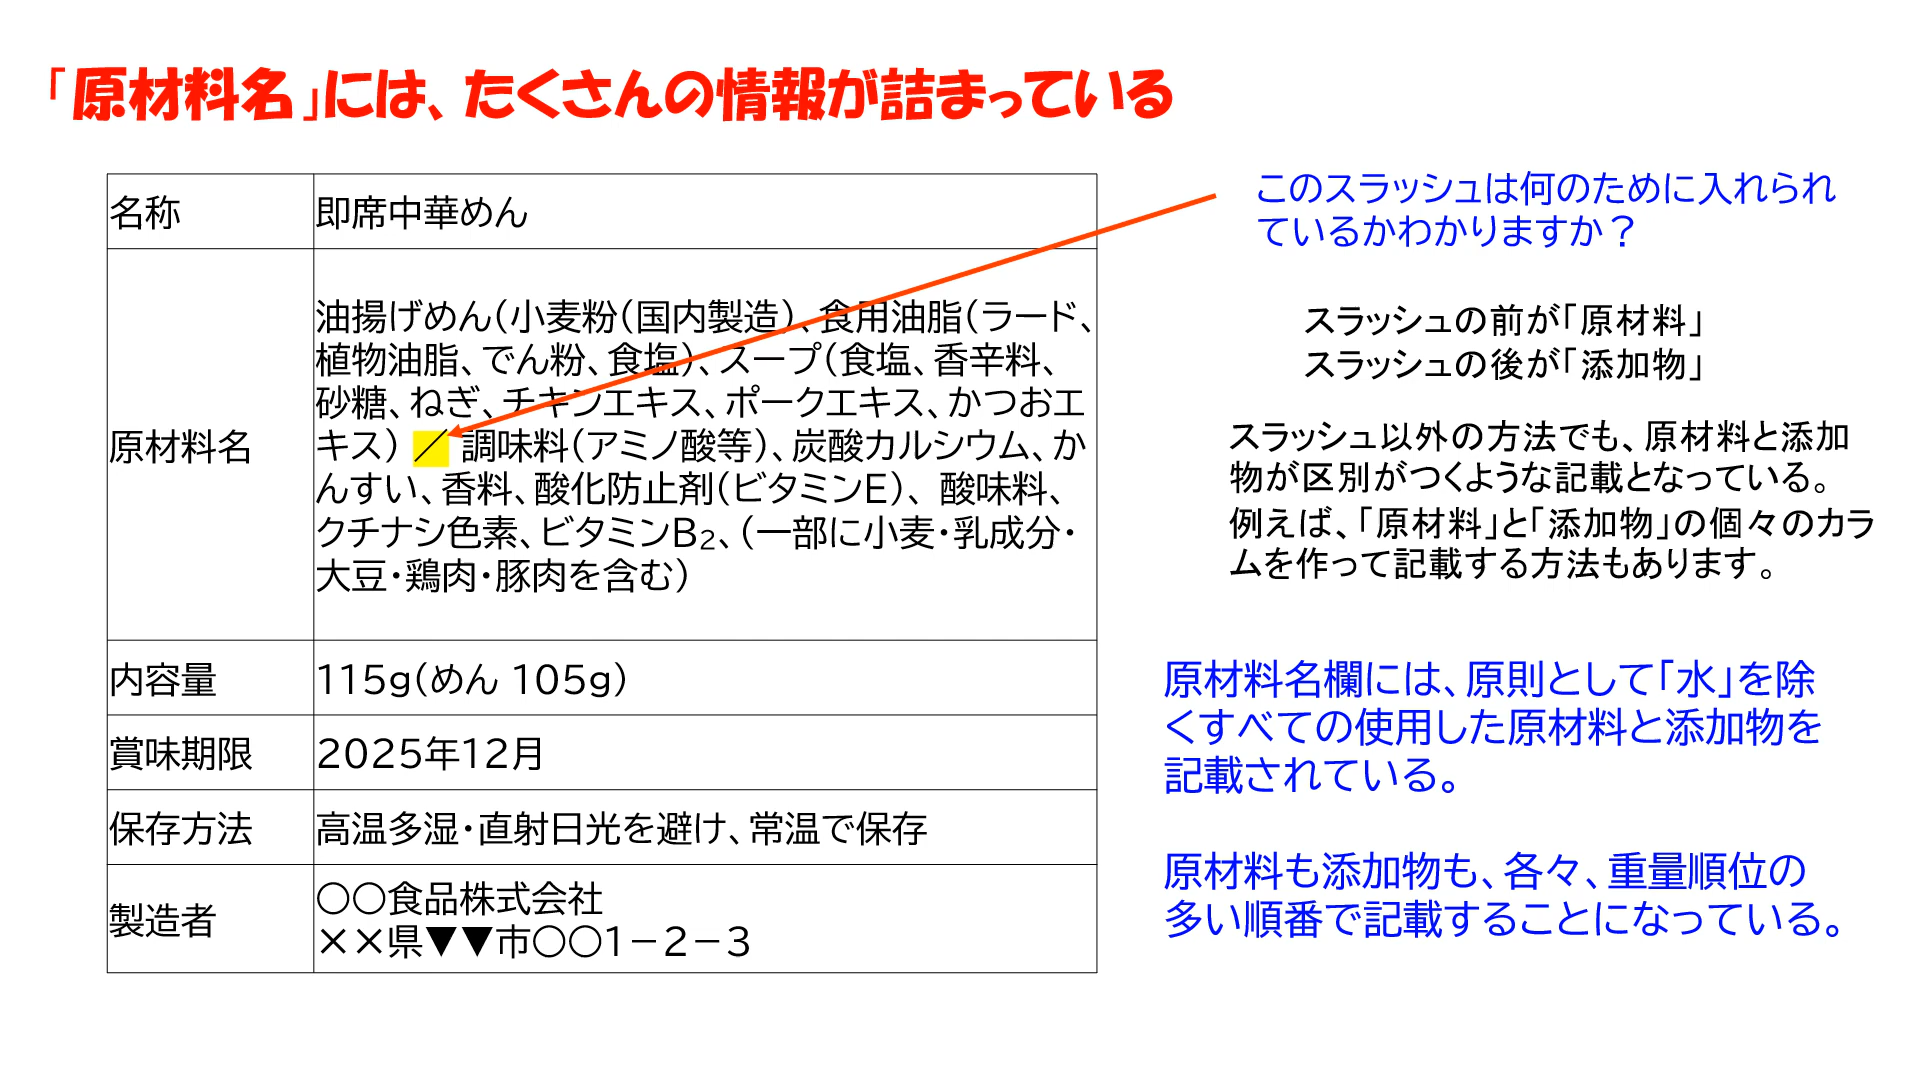 「原材料名」には、たくさんの情報が詰まっている
名称
即席中華めん
原材料名
油揚げめん(小麦粉(国内製造)、食用油脂(ラード、
植物油脂、でん粉、食塩)、スープ(食塩、香辛料、
砂糖、ねぎ、チキンエキス、ポークエキス、かつおエ
キス) ／ 調味料(アミノ酸等)、炭酸カルシウム、か
んすい、香料、酸化防止剤(ビタミンE)、 酸味料、
クチナシ色素、ビタミンB₂、(一部に小麦・乳成分・
大豆・鶏肉・豚肉を含む)
内容量
115g(めん 105g)
賞味期限
2025年12月
保存方法
高温多湿・直射日光を避け、常温で保存
製造者
○○食品株式会社
××県▼▼市○○1－2－3
このスラッシュは何のために入れられ
ているかわかりますか？
スラッシュの前が「原材料」
スラッシュの後が「添加物」
スラッシュ以外の方法でも、原材料と添加
物が区別がつくような記載となっている。
例えば、「原材料」と「添加物」の個々のカラ
ムを作って記載する方法もあります。
原材料名欄には、原則として「水」を除
くすべての使用した原材料と添加物を
記載されている。
原材料も添加物も、各々、重量順位の
多い順番で記載することになっている。